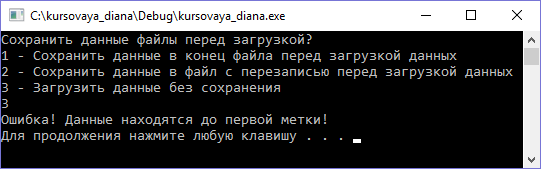 C:\kursovaya_diana\Debug\kursovaya_diana.exe
Сохранить данные файлы перед загрузкой?
1 - Сохранить данные в конец файла перед загрузкой данных
2 - Сохранить данные в файл с перезаписью перед загрузкой данных
3 - Загрузить данные без сохранения
3
Ошибка! Данные находятся до первой метки!
Для продолжения нажмите любую клавишу . . .